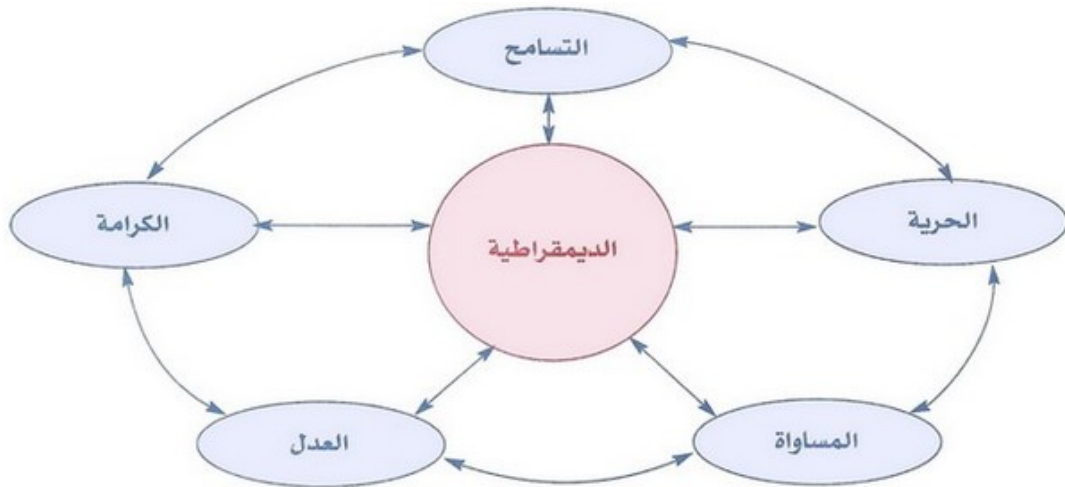 التسامح
الحرية
الكرامة
الديمقراطية
المساواة
العدل